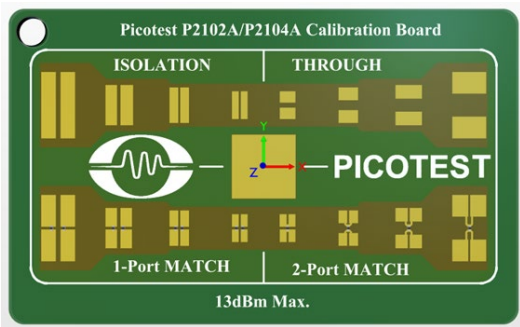 Picotest P2102A/P2104A Calibration Board
ISOLATION THROUGH
Y
Z X
PICOTEST
1-Port MATCH 2-Port MATCH
13dBm Max.